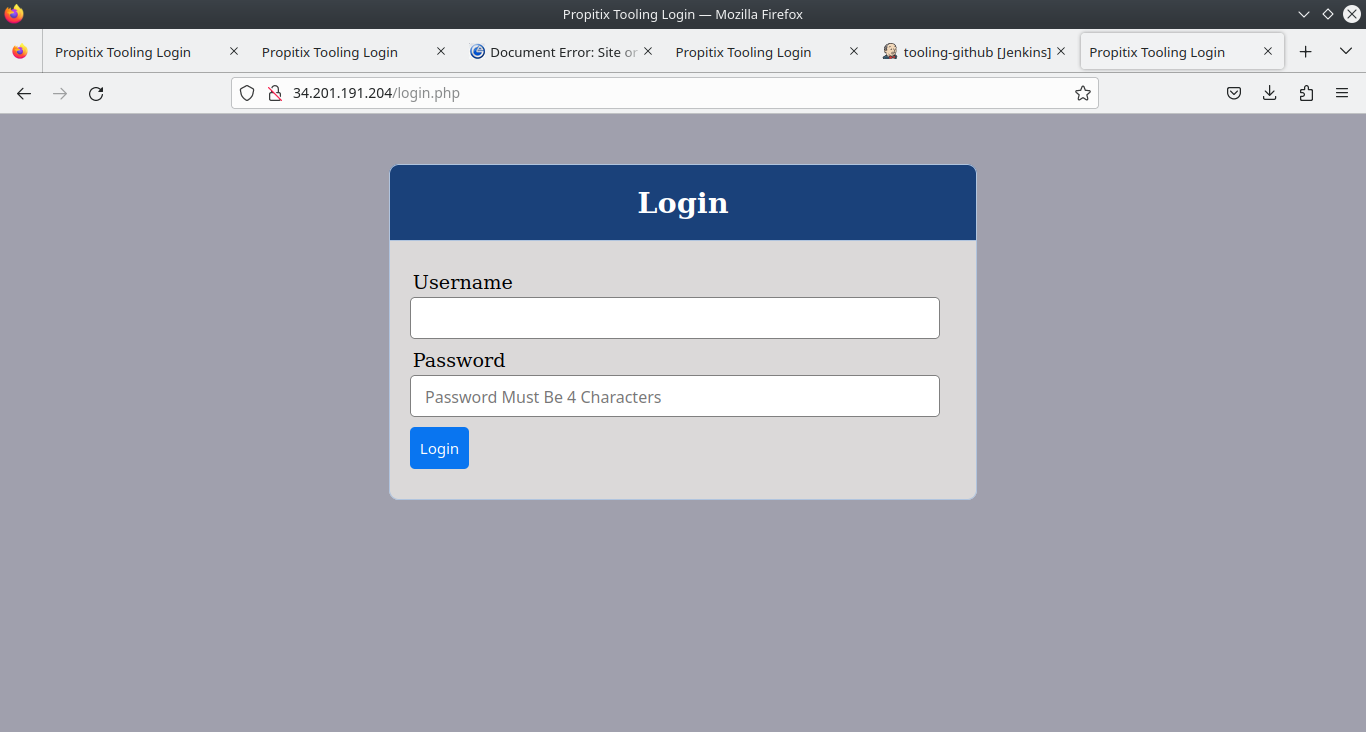 Propitix Tooling Login — Mozilla Firefox
Propitix Tooling Login
Propitix Tooling Login
Document Error: Site or
Propitix Tooling Login
tooling-github [Jenkins]
Propitix Tooling Login
34.201.191.204/login.php
Login
Username
Password
Password Must Be 4 Characters
Login